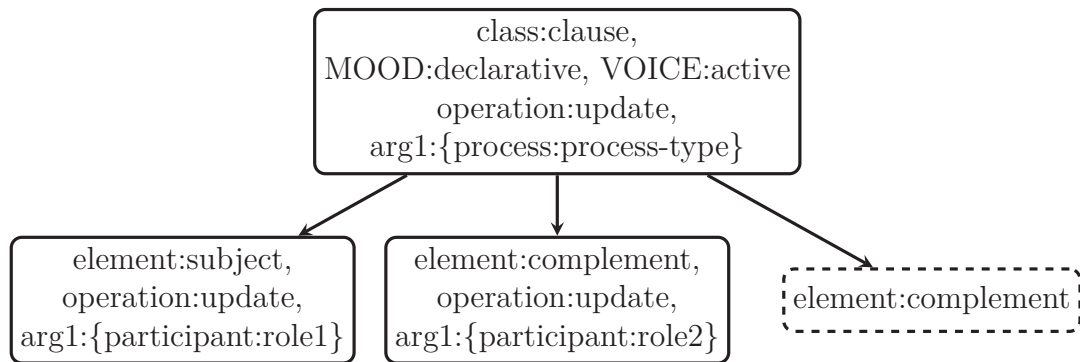 class:clause,
MOOD:declarative, VOICE:active
operation:update,
arg1:{process:process-type}
element:subject,
operation:update,
arg1:{participant:role1}
element:complement,
operation:update,
arg1:{participant:role2}
element:complement